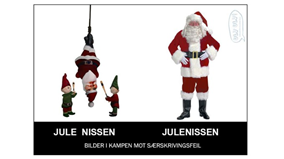 JULE NISSEN
JULENISSEN
BILDER I KAMPEN MOT SÆRSKRIVINGSFEIL